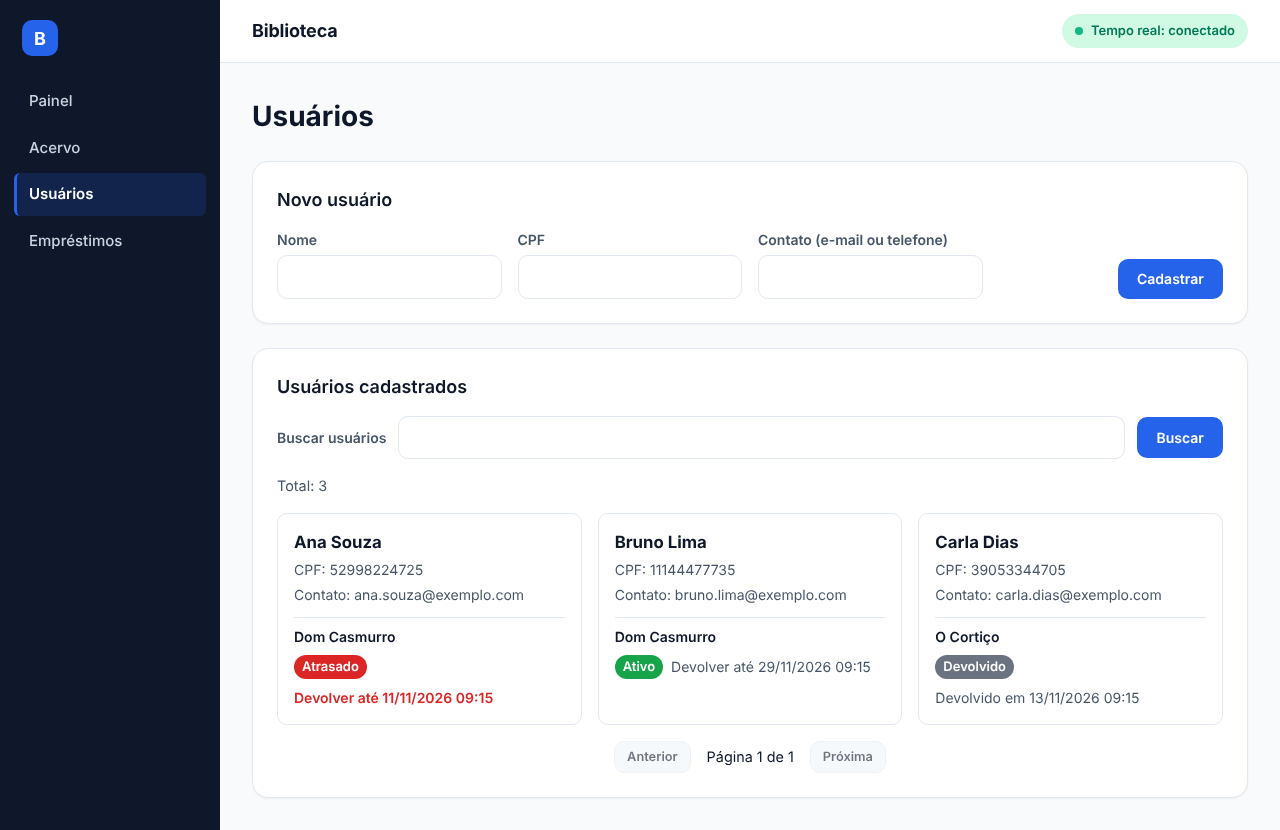 B
Painel
Acervo
Usuários
Empréstimos
Biblioteca
Tempo real: conectado
Usuários
Novo usuário
Nome
CPF
Contato (e-mail ou telefone)
Cadastrar
Usuários cadastrados
Buscar usuários
Buscar
Total: 3
Ana Souza
CPF: 52998224725
Contato: ana.souza@exemplo.com
Dom Casmurro
Atrasado
Devolver até 11/11/2026 09:15
Bruno Lima
CPF: 11144477735
Contato: bruno.lima@exemplo.com
Dom Casmurro
Ativo Devolver até 29/11/2026 09:15
Carla Dias
CPF: 39053344705
Contato: carla.dias@exemplo.com
O Cortiço
Devolvido
Devolvido em 13/11/2026 09:15
Anterior Página 1 de 1 Próxima